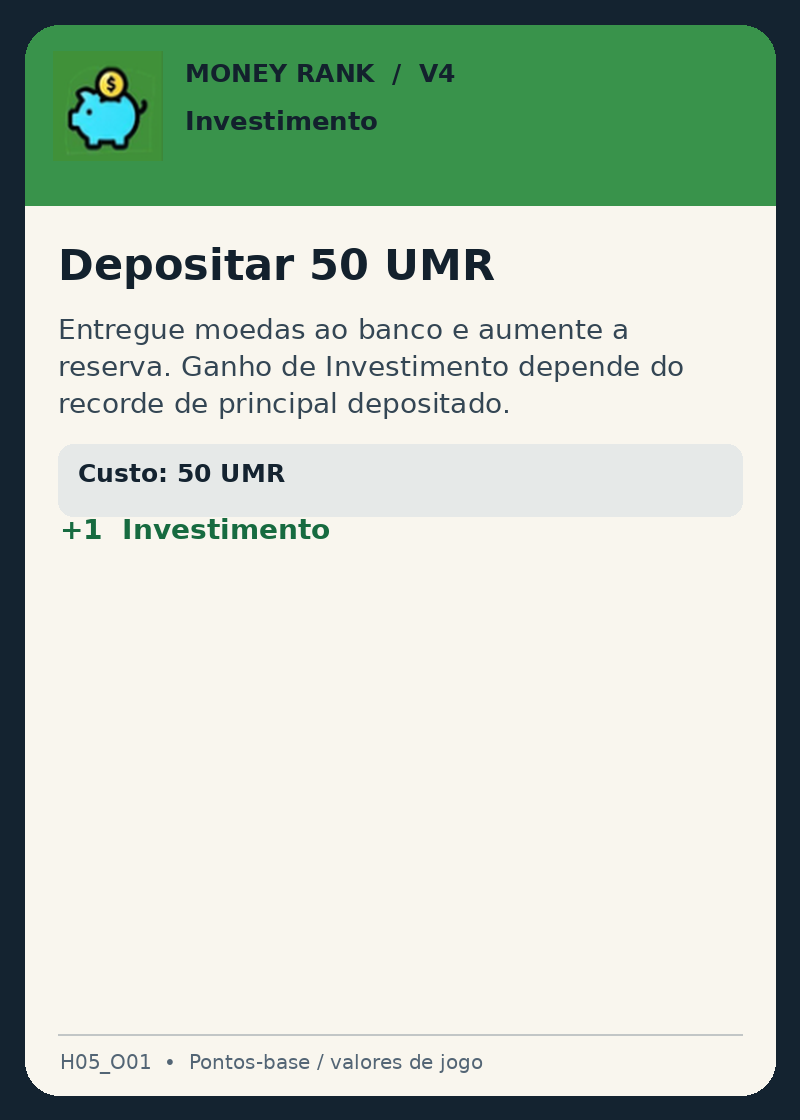 $
MONEY RANK / V4
Investimento
Depositar 50 UMR
Entregue moedas ao banco e aumente a
reserva. Ganho de Investimento depende do
recorde de principal depositado.
Custo: 50 UMR
+1 Investimento
H05_O01 • Pontos-base / valores de jogo